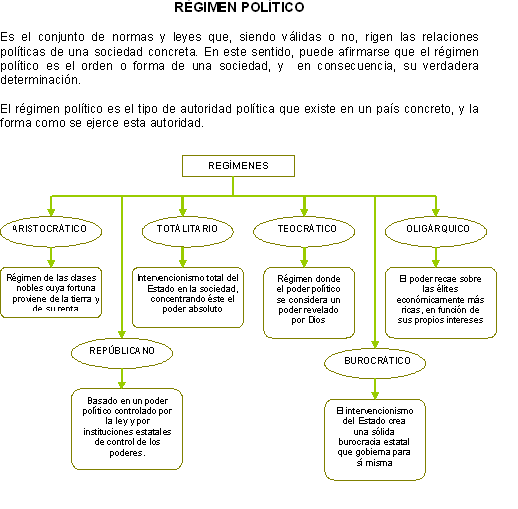 RÉGIMEN POLÍTICO
Es el conjunto de normas y leyes que, siendo válidas o no, rigen las relaciones
políticas de una sociedad concreta. En este sentido, puede afirmarse que el régimen
político es el orden o forma de una sociedad, y en consecuencia, su verdadera
determinación.
El régimen político es el tipo de autoridad política que existe en un país concreto, y la
forma como se ejerce esta autoridad.
REGÍMENES
ARISTOCRÁTICO
TOTALITARIO
TEOCRÁTICO
OLIGÁRQUICO
Régimen de las clases
nobles cuya fortuna
proviene de la tierra y
de su renta
Intervencionismo total del
Estado en la sociedad,
concentrando éste el
poder absoluto
Régimen donde
el poder político
se considera un
poder revelado
por Dios
El poder recae sobre
las élites
económicamente más
ricas, en función de
sus propios intereses
REPÚBLICANO
BUROCRÁTICO
Basado en un poder
político controlado por
la ley y por
instituciones estatales
de control de los
poderes.
El intervencionismo
del Estado crea
una sólida
burocracia estatal
que gobierna para
sí misma